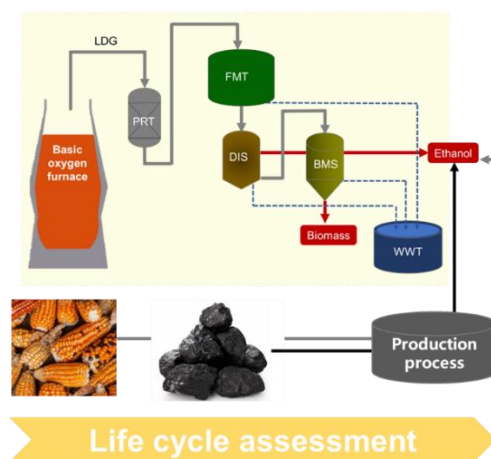 LDG
FMT
PRT
Basic
oxygen
furnace
DIS
BMS
Ethanol
Biomass
WWT
Production
process
Life cycle assessment